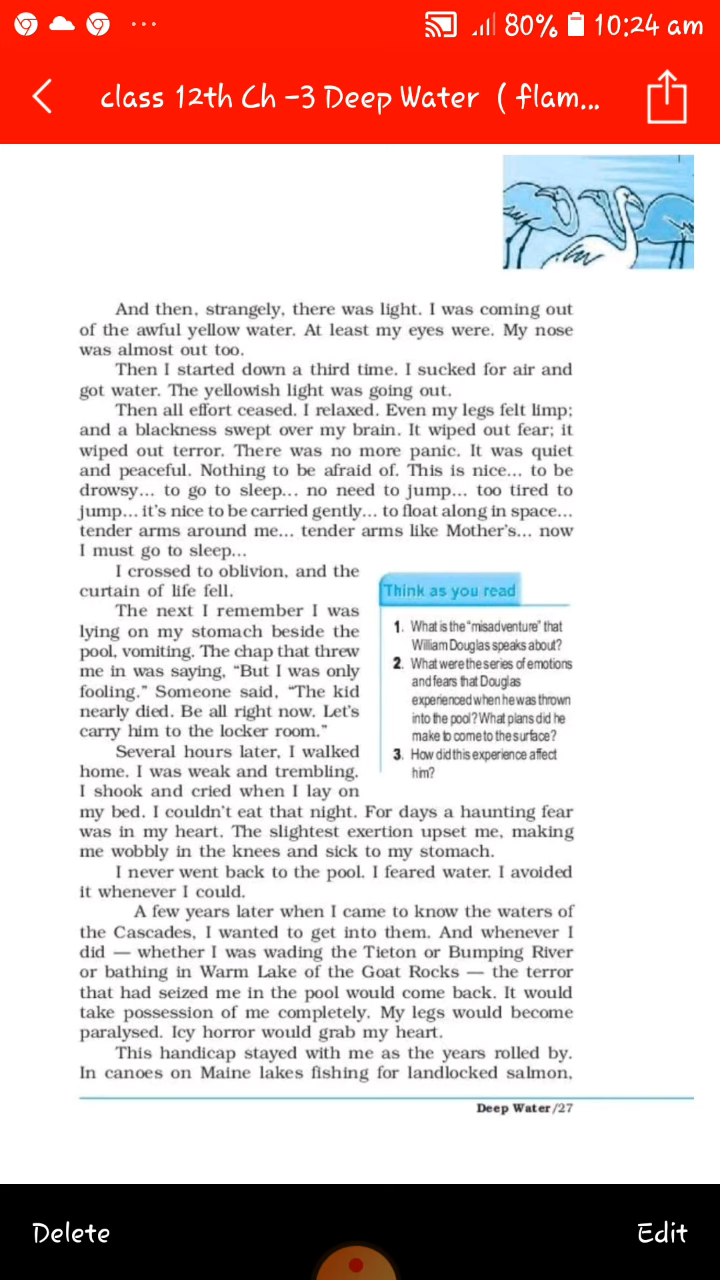 80% 10:24 am
class 12th Ch -3 Deep Water ( flam...
And then, strangely, there was light. I was coming out
of the awful yellow water. At least my eyes were. My nose
was almost out too.
Then I started down a third time. I sucked for air and
got water. The yellowish light was going out.
Then all effort ceased. I relaxed. Even my legs felt limp;
and a blackness swept over my brain. It wiped out fear; it
wiped out terror. There was no more panic. It was quiet
and peaceful. Nothing to be afraid of. This is nice... to be
drowsy... to go to sleep... no need to jump... too tired to
jump... it's nice to be carried gently... to float along in space...
tender arms around me... tender arms like Mother's... now
I must go to sleep...
I crossed to oblivion, and the
curtain of life fell.
The next I remember I was
lying on my stomach beside the
pool, vomiting. The chap that threw
me in was saying, “But I was only
fooling.” Someone said, “The kid
nearly died. Be all right now. Let's
carry him to the locker room.”
Several hours later, I walked
home. I was weak and trembling.
I shook and cried when I lay on
my bed. I couldn't eat that night. For days a haunting fear
was in my heart. The slightest exertion upset me, making
me wobbly in the knees and sick to my stomach.
I never went back to the pool. I feared water. I avoided
it whenever I could.
A few years later when I came to know the waters of
the Cascades, I wanted to get into them. And whenever I
did — whether I was wading the Tieton or Bumping River
or bathing in Warm Lake of the Goat Rocks — the terror
that had seized me in the pool would come back. It would
take possession of me completely. My legs would become
paralysed. Icy horror would grab my heart.
This handicap stayed with me as the years rolled by.
In canoes on Maine lakes fishing for landlocked salmon,
Think as you read
1. What is the “misadventure” that
William Douglas speaks about?
2. What were the series of emotions
and fears that Douglas
experienced when he was thrown
into the pool? What plans did he
make to come to the surface?
3. How did this experience affect
him?
Deep Water/27
Delete
Edit